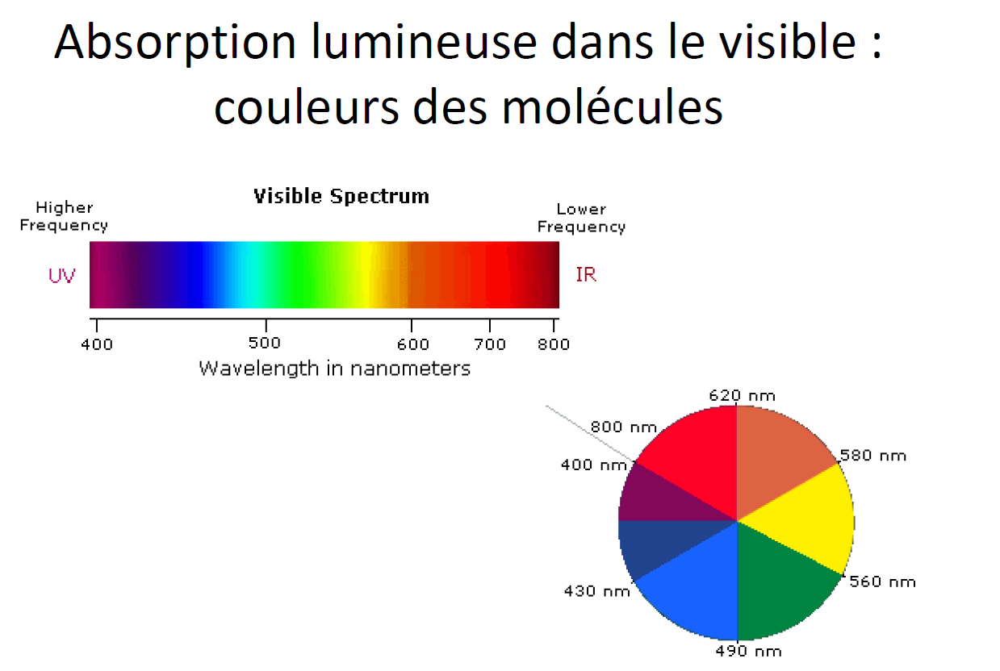 Absorption lumineuse dans le visible :
couleurs des molécules
Visible Spectrum
Higher
Frequency
Lower
Frequency
UV
IR
400 500 600 700 800
Wavelength in nanometers
620 nm
800 nm
580 nm
400 nm
560 nm
430 nm
490 nm